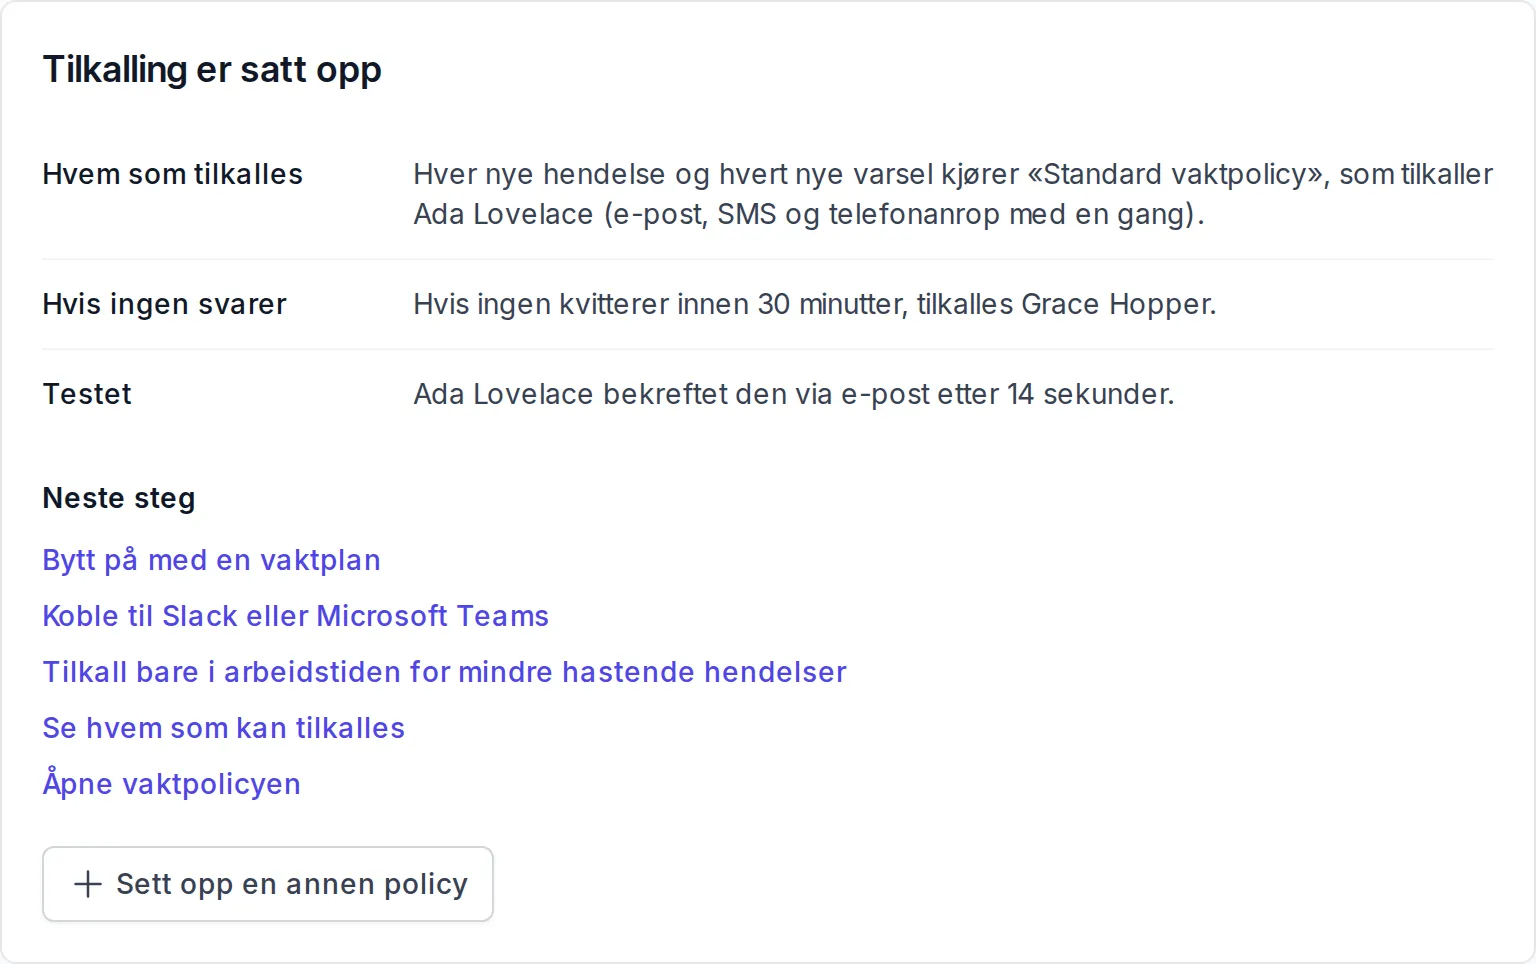 Tilkalling er satt opp
Hvem som tilkalles
Hver nye hendelse og hvert nye varsel kjører «Standard vaktpolicy», som tilkaller
Ada Lovelace (e-post, SMS og telefonanrop med en gang).
Hvis ingen svarer
Hvis ingen kvitterer innen 30 minutter, tilkalles Grace Hopper.
Testet
Ada Lovelace bekreftet den via e-post etter 14 sekunder.
Neste steg
Bytt på med en vaktplan
Koble til Slack eller Microsoft Teams
Tilkall bare i arbeidstiden for mindre hastende hendelser
Se hvem som kan tilkalles
Åpne vaktpolicyen
Sett opp en annen policy